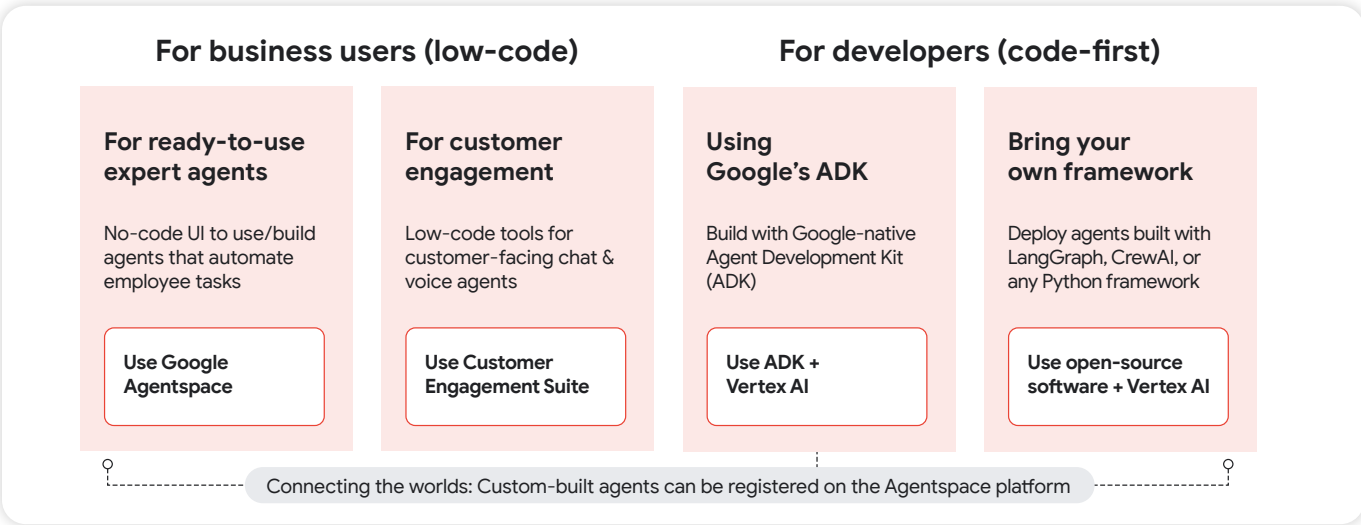 For business users (low-code)
For developers (code-first)
For ready-to-use
expert agents
No-code UI to use/build
agents that automate
employee tasks
Use Google
Agentspace
For customer
engagement
Low-code tools for
customer-facing chat &
voice agents
Use Customer
Engagement Suite
Using
Google’s ADK
Build with Google-native
Agent Development Kit
(ADK)
Use ADK +
Vertex AI
Bring your
own framework
Deploy agents built with
LangGraph, CrewAI, or
any Python framework
Use open-source
software + Vertex AI
Connecting the worlds: Custom-built agents can be registered on the Agentspace platform